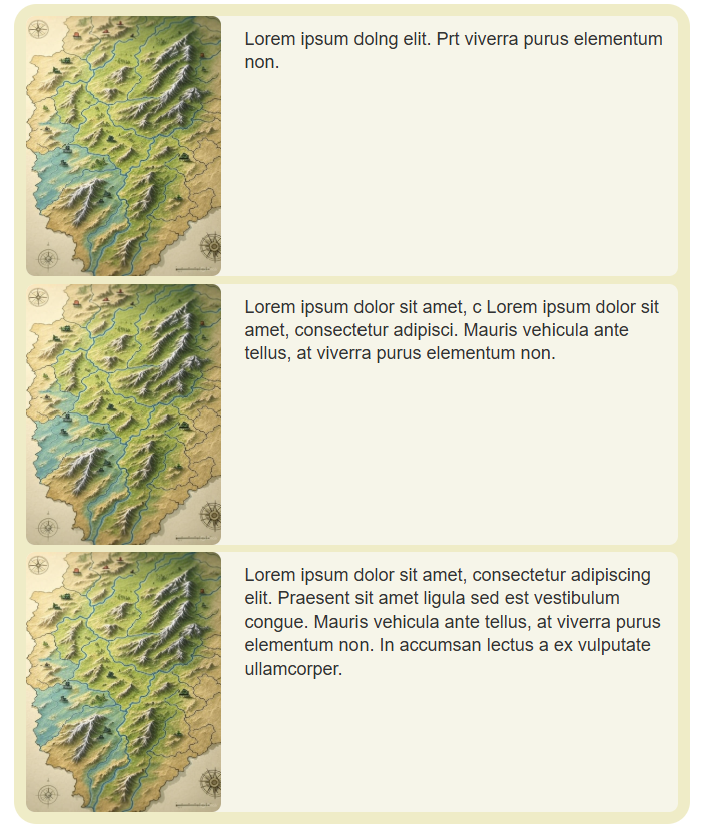 Lorem ipsum dolng elit. Prt viverra purus elementum
non.
Lorem ipsum dolor sit amet, c Lorem ipsum dolor sit
amet, consectetur adipisci. Mauris vehicula ante
tellus, at viverra purus elementum non.
Lorem ipsum dolor sit amet, consectetur adipiscing
elit. Praesent sit amet ligula sed est vestibulum
congue. Mauris vehicula ante tellus, at viverra purus
elementum non. In accumsan lectus a ex vulputate
ullamcorper.